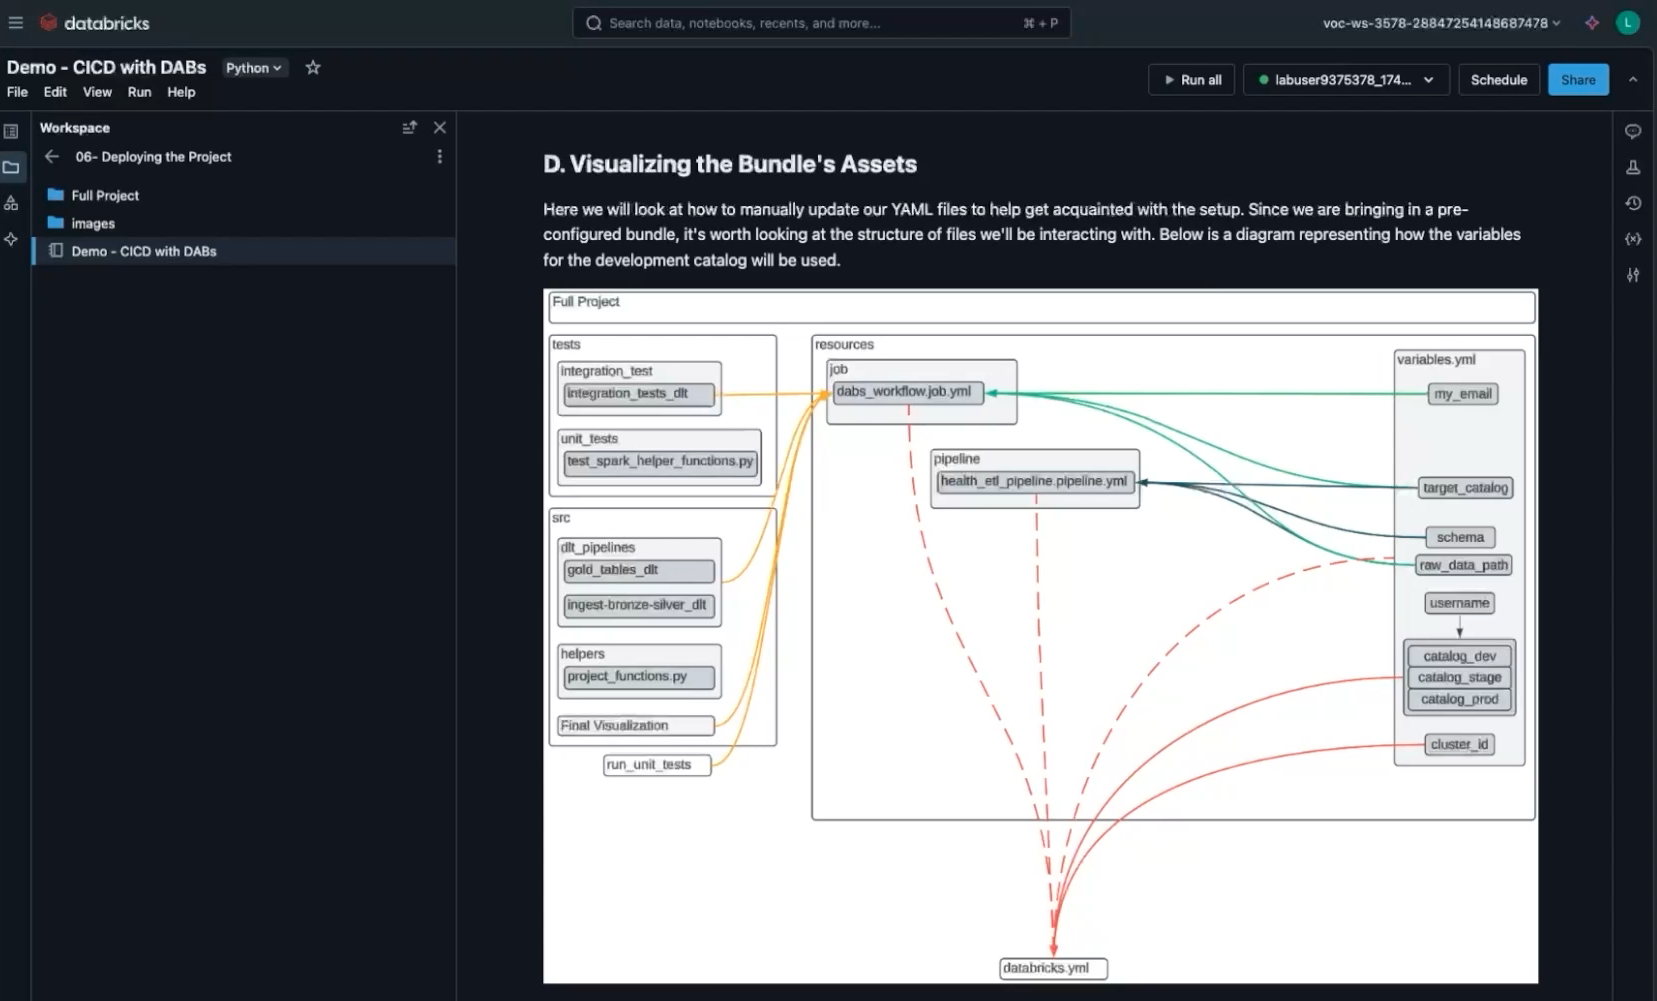 databricks
Search data, notebooks, recents, and more...
⌘ + P
voc-ws-3578-28847254148687478
L
Demo - CICD with DABs
Python
File Edit View Run Help
Run all
labuser9375378_174...
Schedule
Share
Workspace
06- Deploying the Project
Full Project
images
Demo - CICD with DABs
D. Visualizing the Bundle's Assets
Here we will look at how to manually update our YAML files to help get acquainted with the setup. Since we are bringing in a pre-
configured bundle, it's worth looking at the structure of files we'll be interacting with. Below is a diagram representing how the variables
for the development catalog will be used.
Full Project
tests
integration_test
integration_tests_dlt
unit_tests
test_spark_helper_functions.py
src
dlt_pipelines
gold_tables_dlt
ingest-bronze-silver_dlt
helpers
project_functions.py
Final Visualization
run_unit_tests
resources
job
dabs_workflow.job.yml
pipeline
health_etl_pipeline.pipeline.yml
variables.yml
my_email
target_catalog
schema
raw_data_path
username
catalog_dev
catalog_stage
catalog_prod
cluster_id
databricks.yml